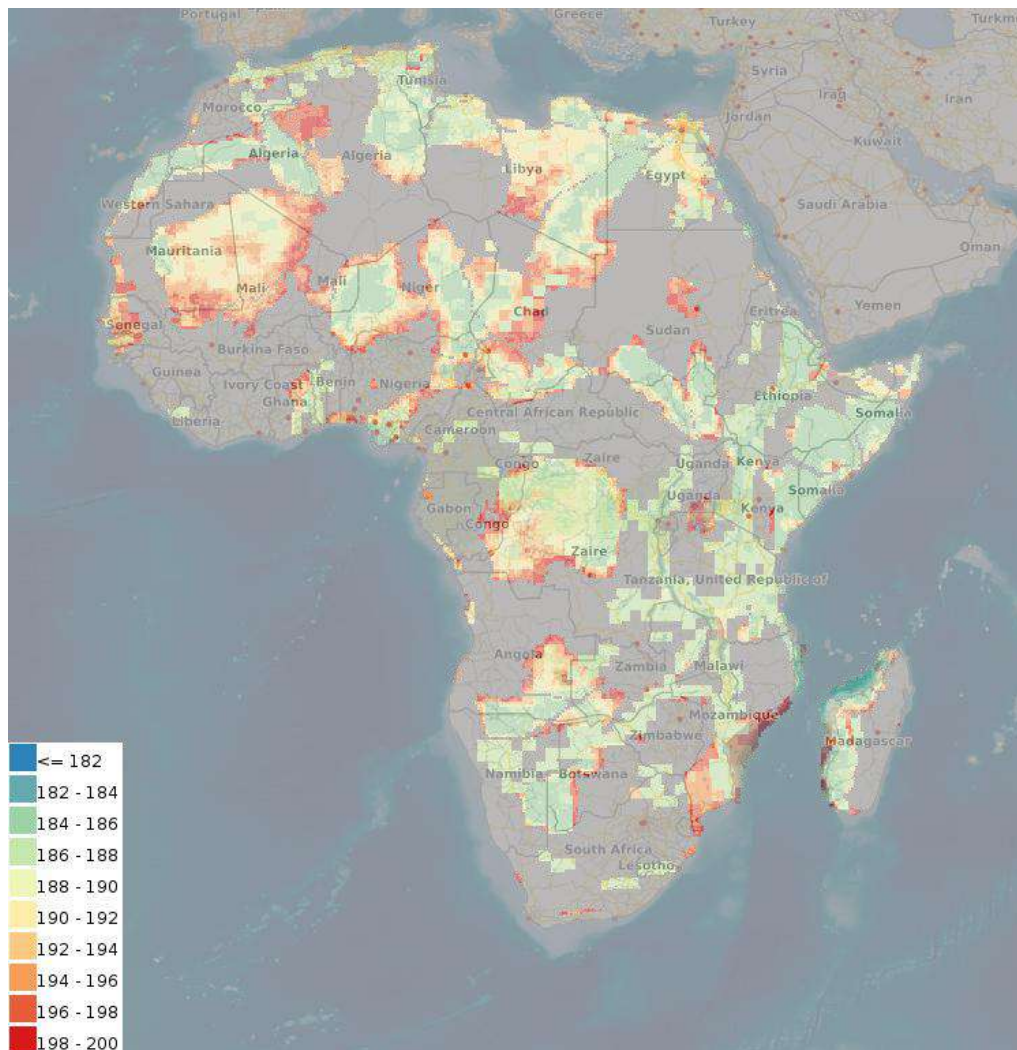 Portugal
Greece
Turkey
Turkm
Syria
Tunisia
Iraq
Iran
Morocco
Jordan
Kuwait
Algeria
Algeria
Libya
Egypt
Western Sahara
Saudi Arabia
Mauritania
Oman
Mali
Mali
Niger
Chad
Yemen
Senegal
Sudan
Eritrea
Burkina Faso
Guinea
Ivory Coast
Benin
Nigeria
Ethiopia
Ghana
Liberia
Central African Republic
Somalia
Cameroon
Congo
Zaire
Uganda
Kenya
Somalia
Gabon
Uganda
Kenya
Congo
Zaire
Tanzania, United Republic of
Angola
Zambia
Malawi
Mozambique
Zimbabwe
Madagascar
Namibia
Botswana
South Africa
Lesotho
<= 182
182 - 184
184 - 186
186 - 188
188 - 190
190 - 192
192 - 194
194 - 196
196 - 198
198 - 200